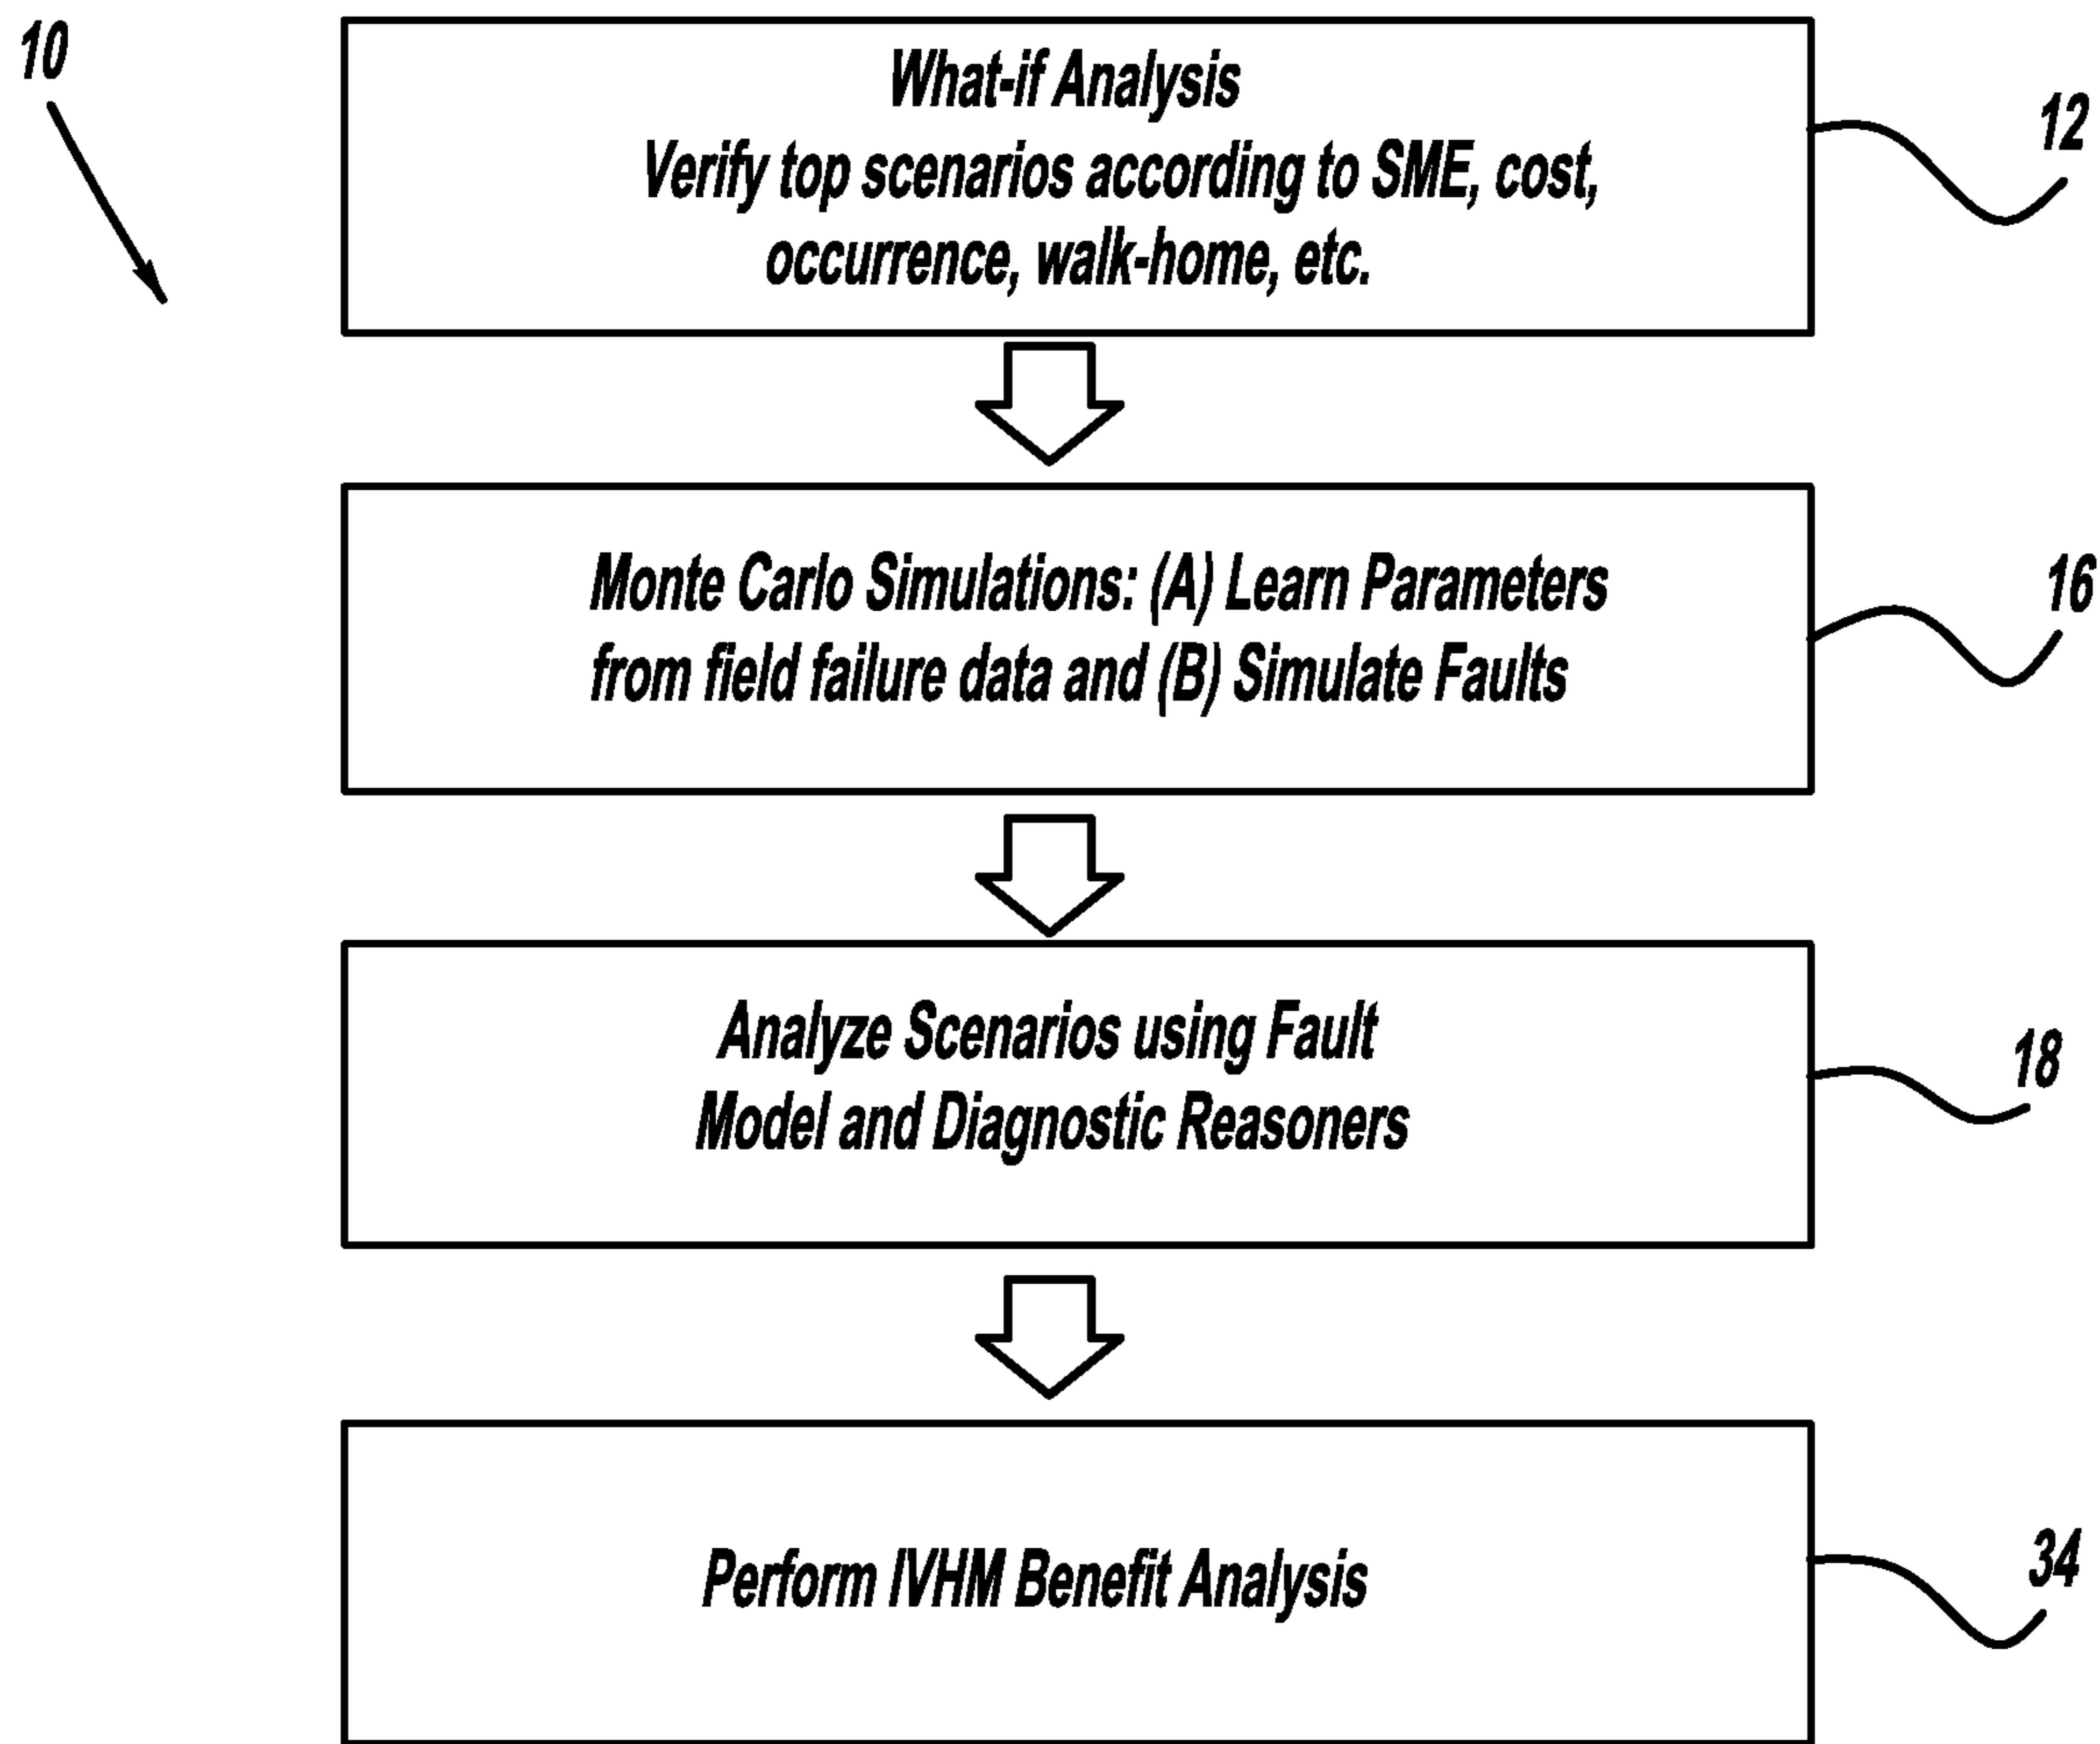 10
What-if Analysis
Verify top scenarios according to SME, cost,
occurrence, walk-home, etc.
12
Monte Carlo Simulations: (A) Learn Parameters
from field failure data and (B) Simulate Faults
16
Analyze Scenarios using Fault
Model and Diagnostic Reasoners
18
Perform IVHM Benefit Analysis
34